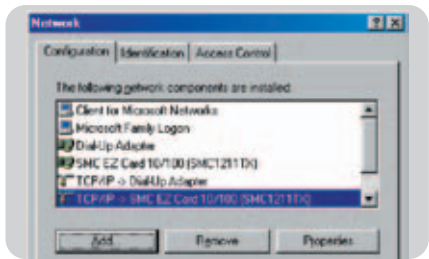 Network
Configuration Identification Access Control
The following network components are installed:
Client for Microsoft Networks
Microsoft Family Logon
Dial-Up Adapter
SMC EZ Card 10/100 (SMC1211TX)
TCP/IP -> Dial-Up Adapter
TCP/IP -> SMC EZ Card 10/100 (SMC1211TX)
Add... Remove Properties